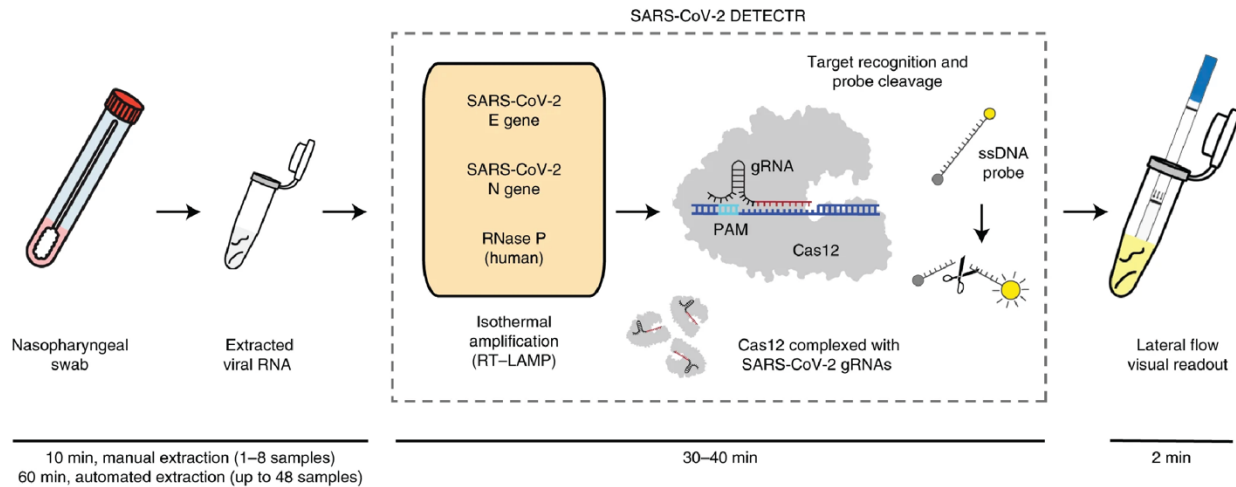 SARS-CoV-2 DETECTR
SARS-CoV-2
E gene
SARS-CoV-2
N gene
RNase P
(human)
Target recognition and
probe cleavage
gRNA
PAM
Cas12
ssDNA
probe
Nasopharyngeal
swab
Extracted
viral RNA
Isothermal
amplification
(RT–LAMP)
Cas12 complexed with
SARS-CoV-2 gRNAs
Lateral flow
visual readout
10 min, manual extraction (1–8 samples)
60 min, automated extraction (up to 48 samples)
30–40 min
2 min